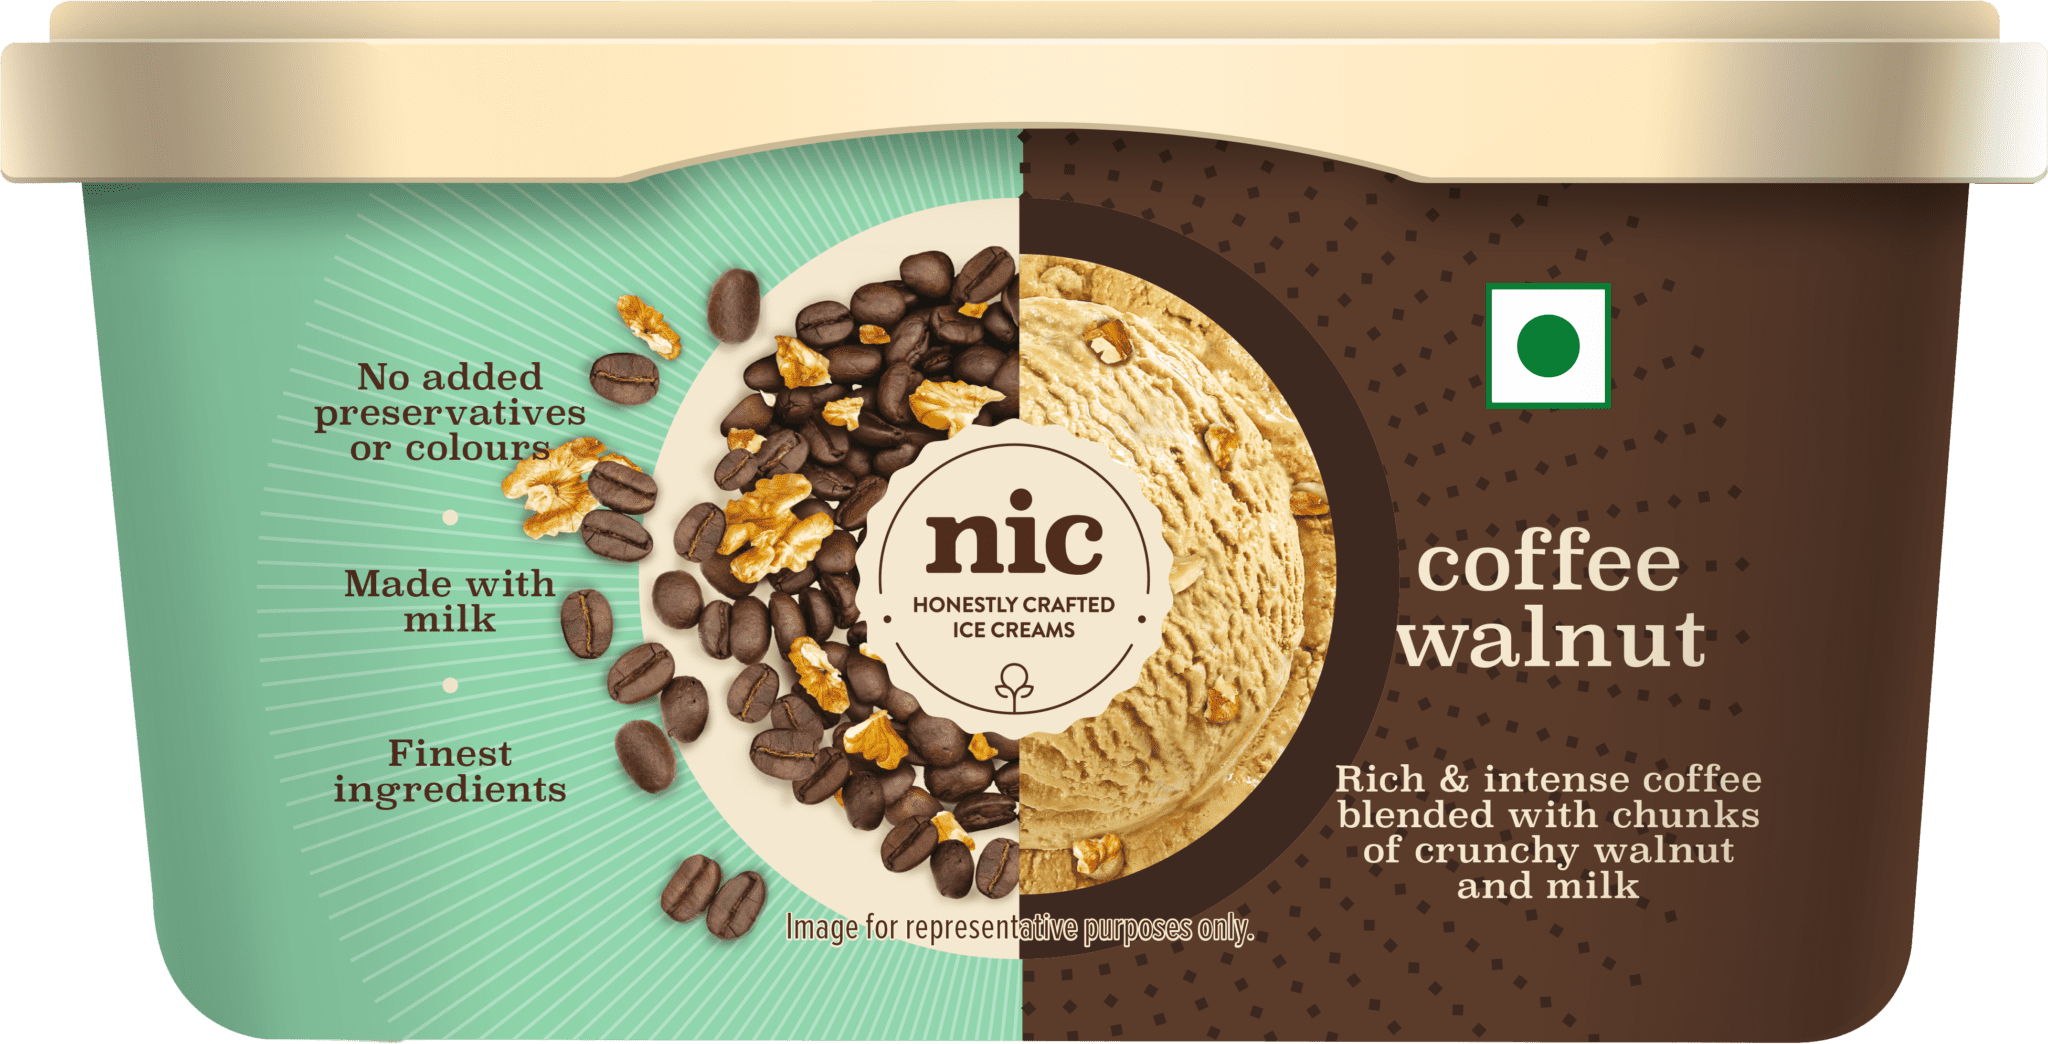 No added
preservatives
or colours
Made with
milk
Finest
ingredients
nic
HONESTLY CRAFTED
ICE CREAMS
coffee
walnut
Rich & intense coffee
blended with chunks
of crunchy walnut
and milk
Image for representative purposes only.